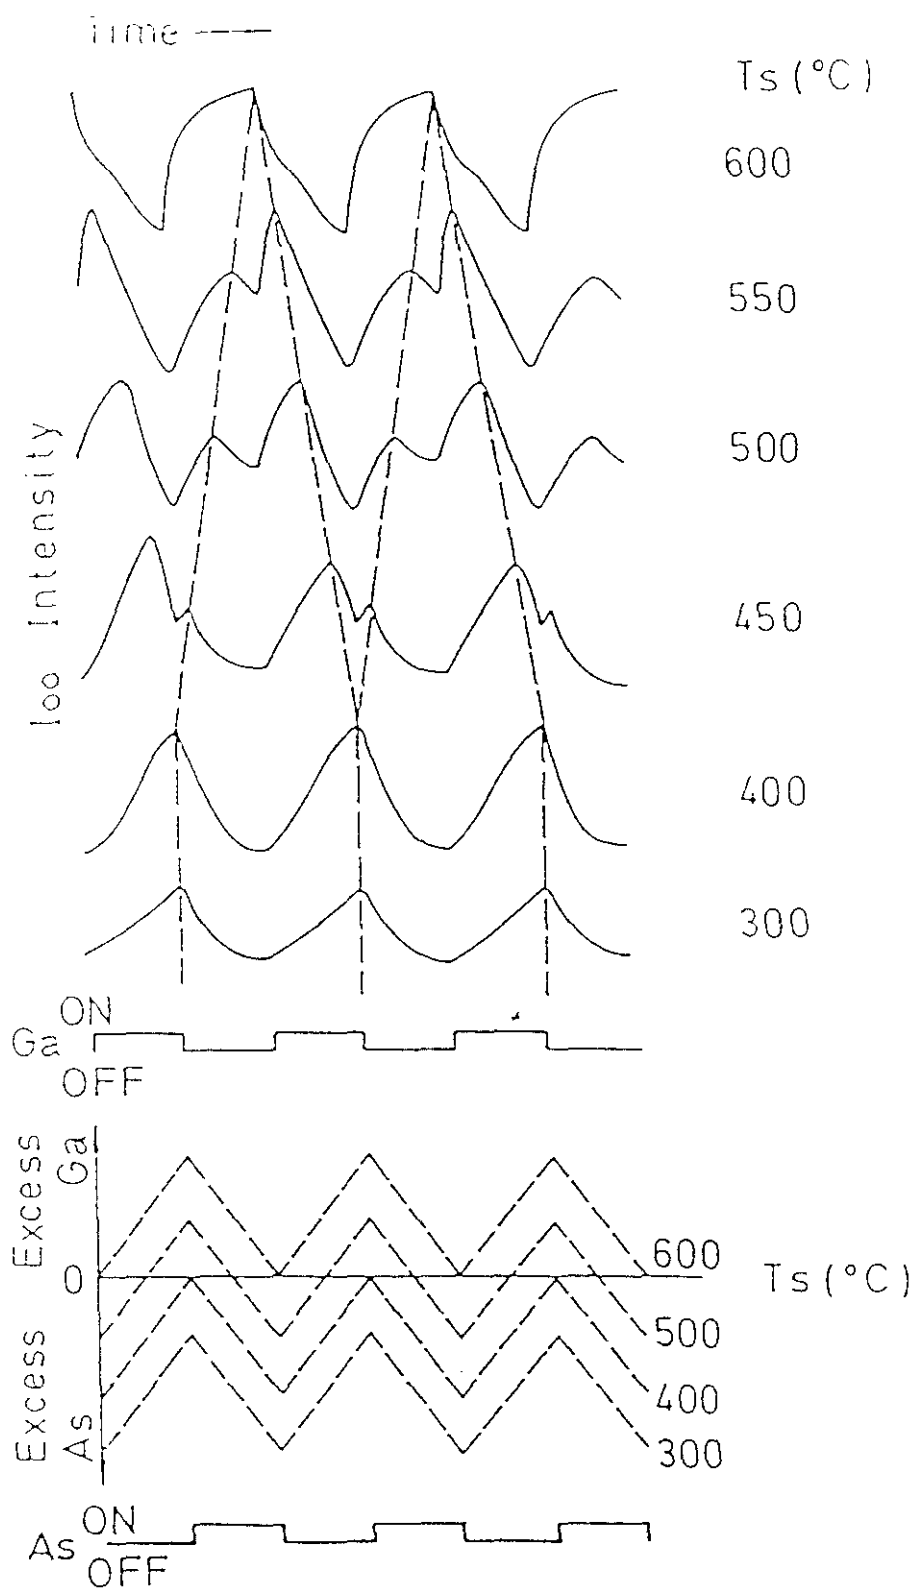 Time
Ts (°C)
600
550
500
450
400
300
I₀₀ Intensity
ON
Ga
OFF
Excess Ga
0
Excess As
600
500
400
300
Ts (°C)
ON
As
OFF